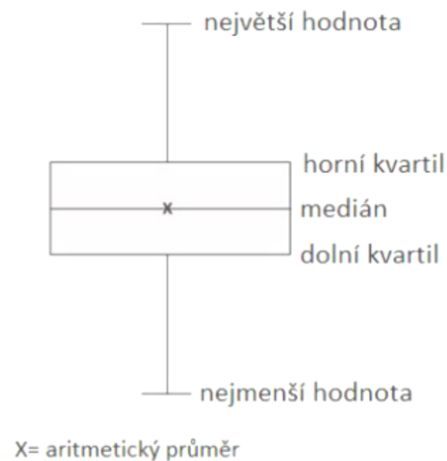 největší hodnota
horní kvartil
x
medián
dolní kvartil
nejmenší hodnota
X= aritmetický průměr